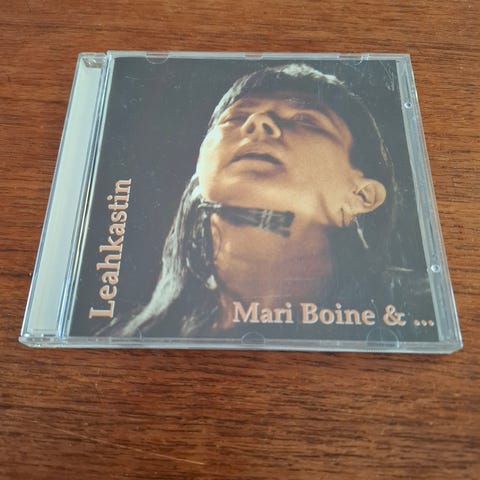 Leahkastin
Mari Boine & ...